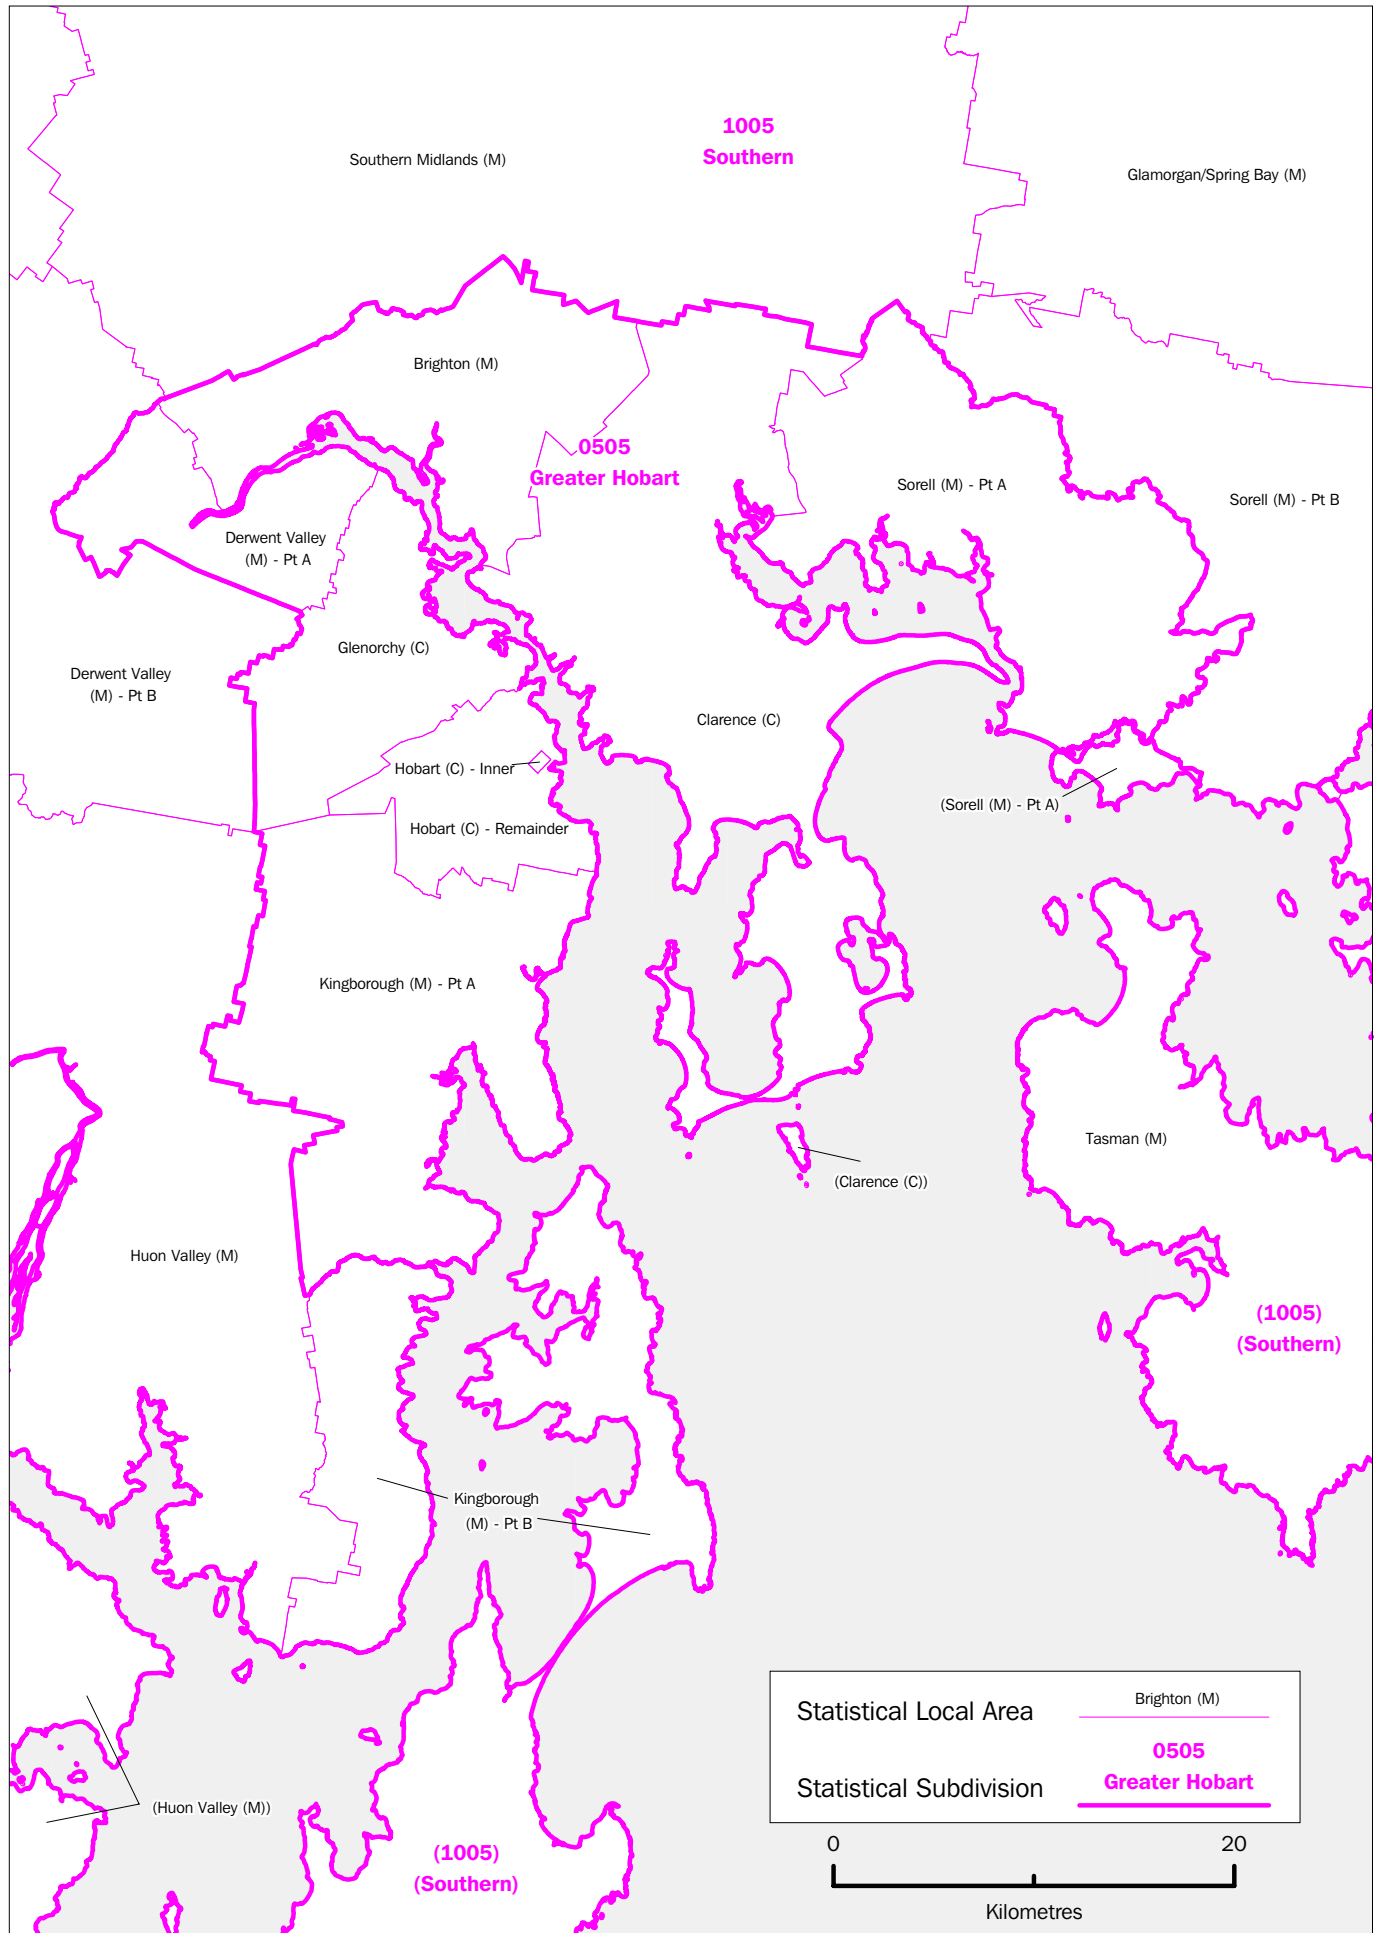 1005
Southern
Southern Midlands (M)
Glamorgan/Spring Bay (M)
Brighton (M)
0505
Greater Hobart
Sorell (M) - Pt A
Sorell (M) - Pt B
Derwent Valley
(M) - Pt A
Glenorchy (C)
Derwent Valley
(M) - Pt B
Clarence (C)
Hobart (C) - Inner
(Sorell (M) - Pt A)
Hobart (C) - Remainder
Kingborough (M) - Pt A
Tasman (M)
(Clarence (C))
Huon Valley (M)
(1005)
(Southern)
Kingborough
(M) - Pt B
Statistical Local Area
Brighton (M)
Statistical Subdivision
0505
Greater Hobart
(Huon Valley (M))
(1005)
(Southern)
0 20
Kilometres